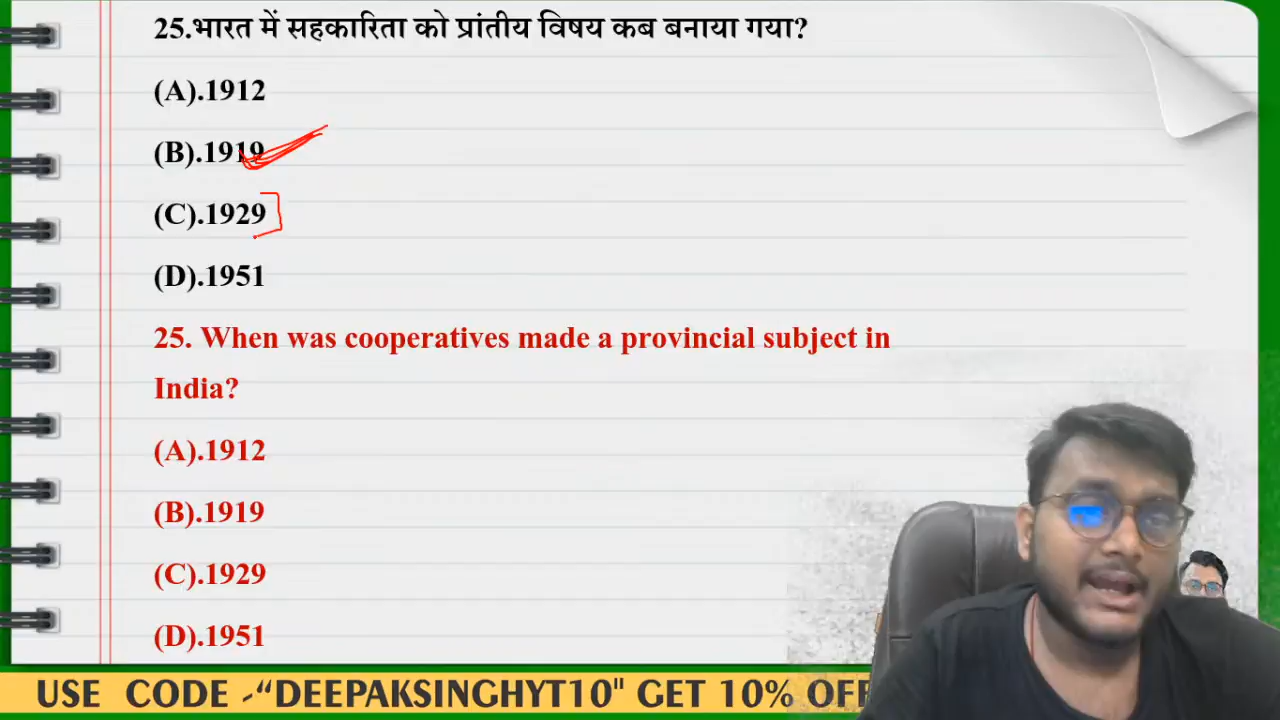 25.भारत में सहकारिता को प्रांतीय विषय कब बनाया गया?
(A).1912
(B).1919
(C).1929
(D).1951
25. When was cooperatives made a provincial subject in
India?
(A).1912
(B).1919
(C).1929
(D).1951
USE CODE -“DEEPAKSINGHYT10" GET 10% OFF